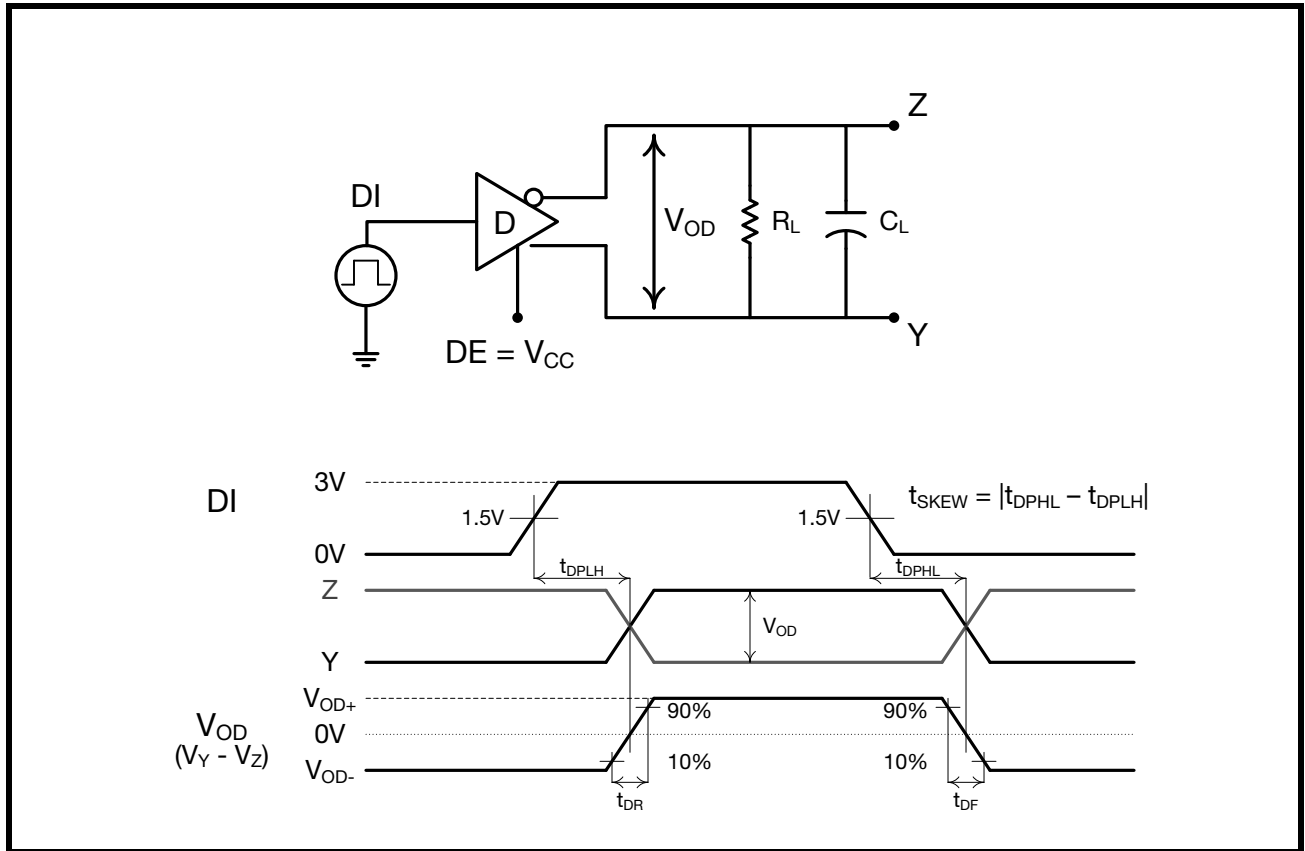 Z
DI
D
V_OD
R_L
C_L
Y
DE = V_CC
3V
DI
t_SKEW = |t_DPHL – t_DPLH|
1.5V
1.5V
0V
t_DPLH
t_DPHL
Z
V_OD
Y
V_OD+
90%
90%
V_OD
0V
(V_Y - V_Z)
10%
10%
V_OD-
t_DR
t_DF